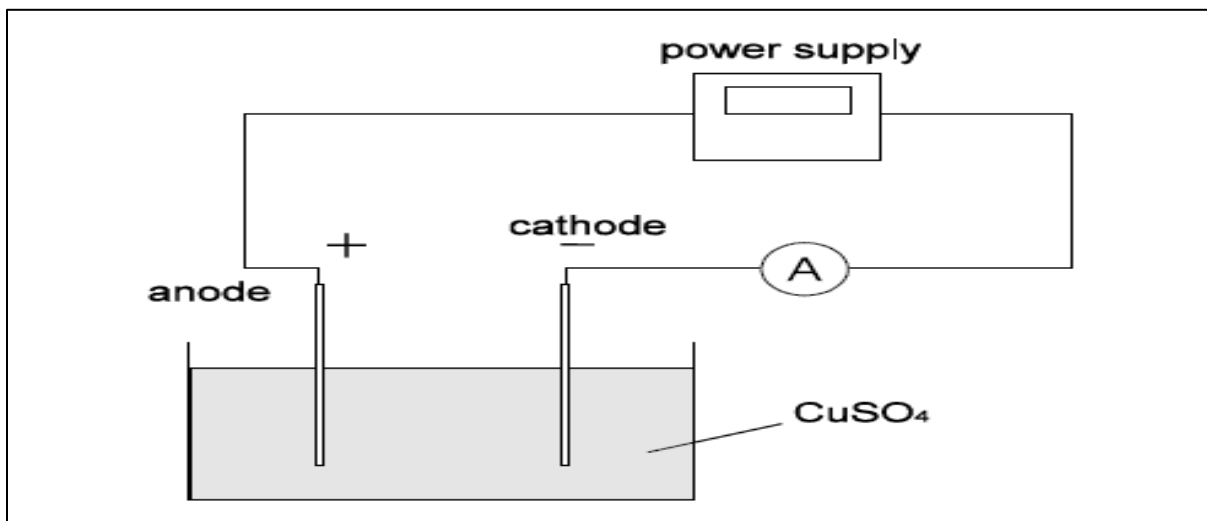 power supply
+
cathode
−
A
anode
CuSO₄